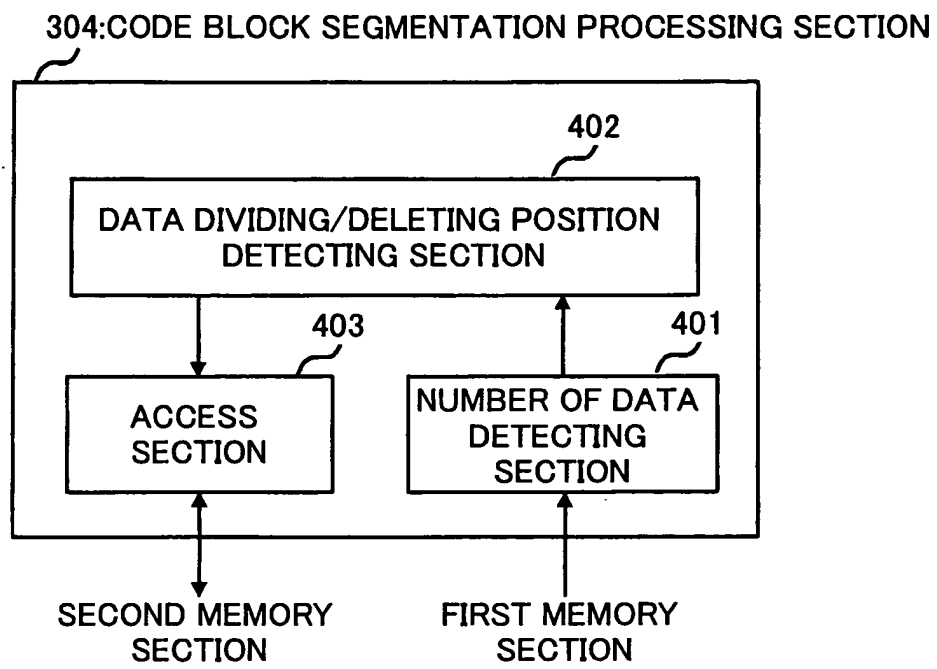 304:CODE BLOCK SEGMENTATION PROCESSING SECTION
402
DATA DIVIDING/DELETING POSITION
DETECTING SECTION
403
401
ACCESS
SECTION
NUMBER OF DATA
DETECTING
SECTION
SECOND MEMORY
SECTION
FIRST MEMORY
SECTION